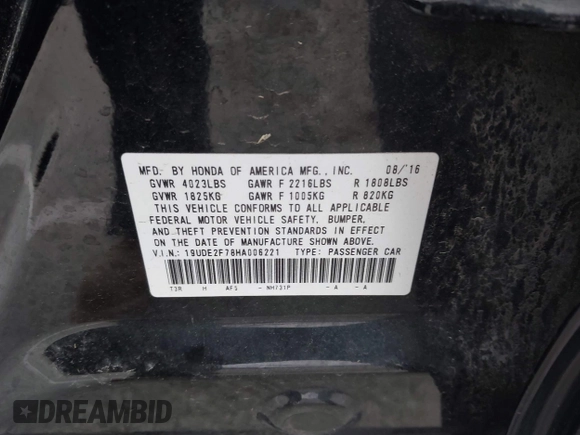 MFD. BY HONDA OF AMERICA MFG., INC. 08/'16
GVWR 4023LBS GAWR F 2216LBS R 1808LBS
GVWR 1825KG GAWR F 1005KG R 820KG
THIS VEHICLE CONFORMS TO ALL APPLICABLE
FEDERAL MOTOR VEHICLE SAFETY, BUMPER,
AND THEFT PREVENTION STANDARDS IN EFFECT
ON THE DATE OF MANUFACTURE SHOWN ABOVE.
V.I.N.: 19UDE2F78HA006221 TYPE: PASSENGER CAR
T3R H AF3 - NH731P - A - A
DREAMBID